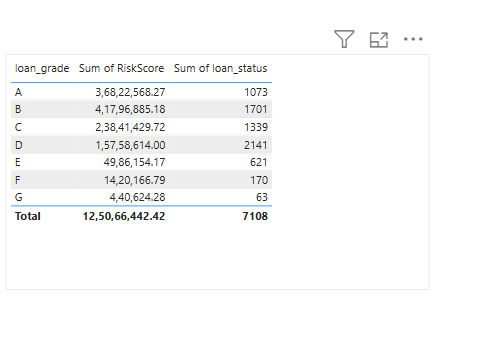 loan_grade Sum of RiskScore Sum of loan_status
A 3,68,22,568.27 1073
B 4,17,96,885.18 1701
C 2,38,41,429.72 1339
D 1,57,58,614.00 2141
E 49,86,154.17 621
F 14,20,166.79 170
G 4,40,624.28 63
Total 12,50,66,442.42 7108